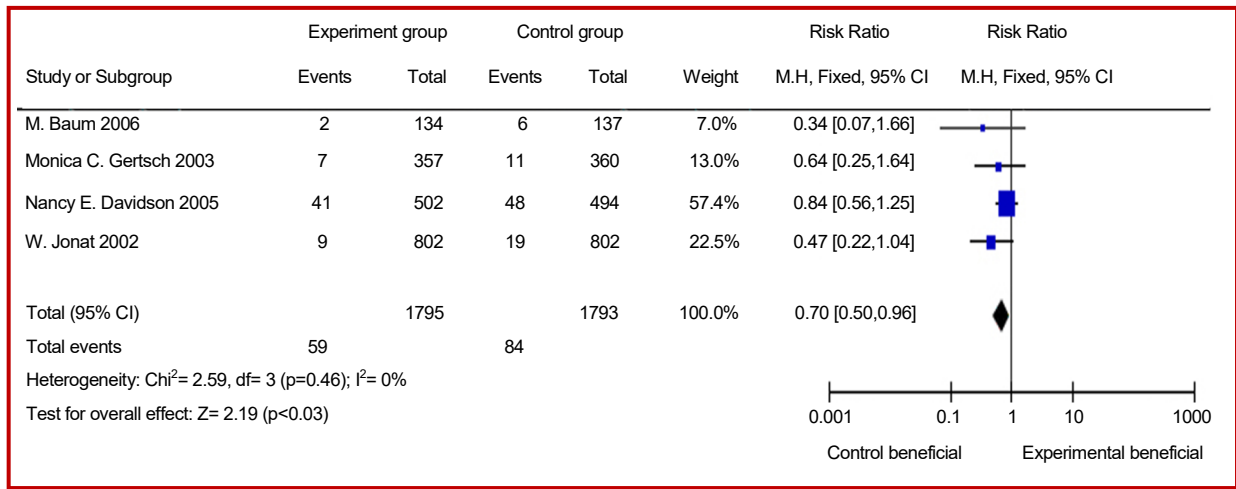 Experiment group Control group Risk Ratio Risk Ratio
Study or Subgroup Events Total Events Total Weight M.H, Fixed, 95% CI M.H, Fixed, 95% CI
M. Baum 2006 2 134 6 137 7.0% 0.34 [0.07,1.66]
Monica C. Gertsch 2003 7 357 11 360 13.0% 0.64 [0.25,1.64]
Nancy E. Davidson 2005 41 502 48 494 57.4% 0.84 [0.56,1.25]
W. Jonat 2002 9 802 19 802 22.5% 0.47 [0.22,1.04]
Total (95% CI) 1795 1793 100.0% 0.70 [0.50,0.96]
Total events 59 84
Heterogeneity: Chi²= 2.59, df= 3 (p=0.46); I²= 0%
Test for overall effect: Z= 2.19 (p<0.03)
0.001 0.1 1 10 1000
Control beneficial Experimental beneficial